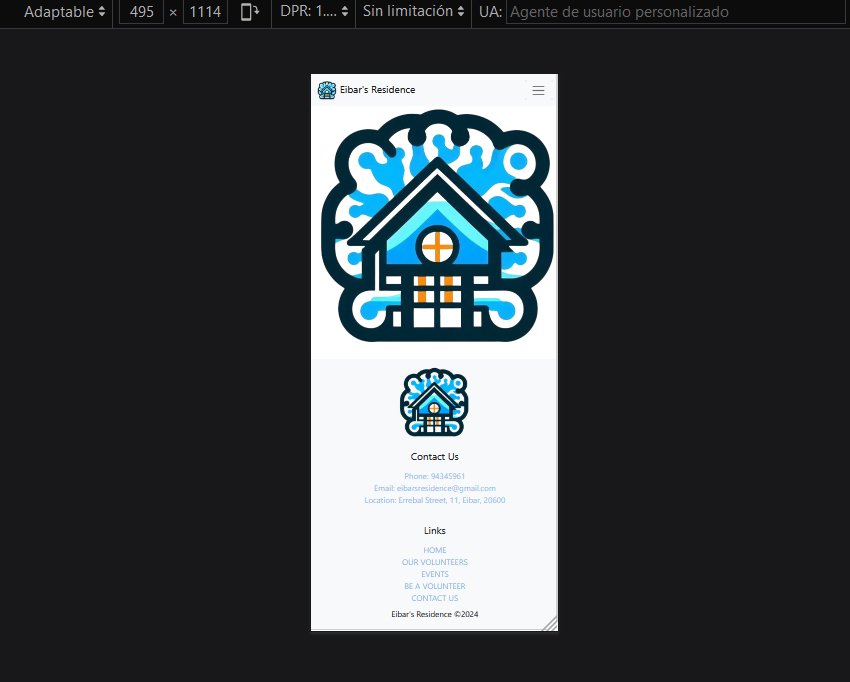 Adaptable 495 × 1114 DPR: 1.... Sin limitación UA: Agente de usuario personalizado
Eibar's Residence
Contact Us
Phone: 94345961
Email: eibarsresidence@gmail.com
Location: Errebal Street, 11, Eibar, 20600
Links
HOME
OUR VOLUNTEERS
EVENTS
BE A VOLUNTEER
CONTACT US
Eibar's Residence ©2024